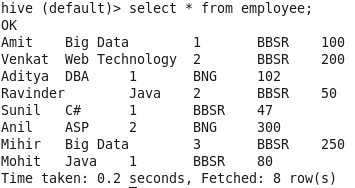 hive (default)> select * from employee;
OK
Amit    Big Data        1       BBSR    100
Venkat  Web Technology  2       BBSR    200
Aditya  DBA     1       BNG     102
Ravinder        Java    2       BBSR    50
Sunil   C#      1       BBSR    47
Anil    ASP     2       BNG     300
Mihir   Big Data        3       BBSR    250
Mohit   Java    1       BBSR    80
Time taken: 0.2 seconds, Fetched: 8 row(s)